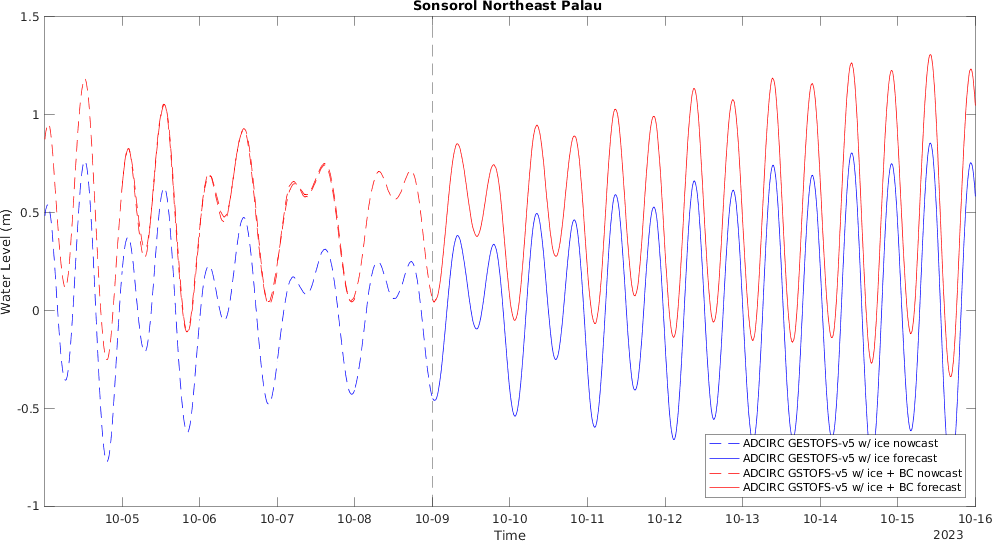 Sonsorol Northeast Palau
1.5
1
0.5
0
-0.5
-1
Water Level (m)
10-05 10-06 10-07 10-08 10-09 10-10 10-11 10-12 10-13 10-14 10-15 10-16
Time
2023
ADCIRC GESTOFS-v5 w/ ice nowcast
ADCIRC GESTOFS-v5 w/ ice forecast
ADCIRC GSTOFS-v5 w/ ice + BC nowcast
ADCIRC GSTOFS-v5 w/ ice + BC forecast